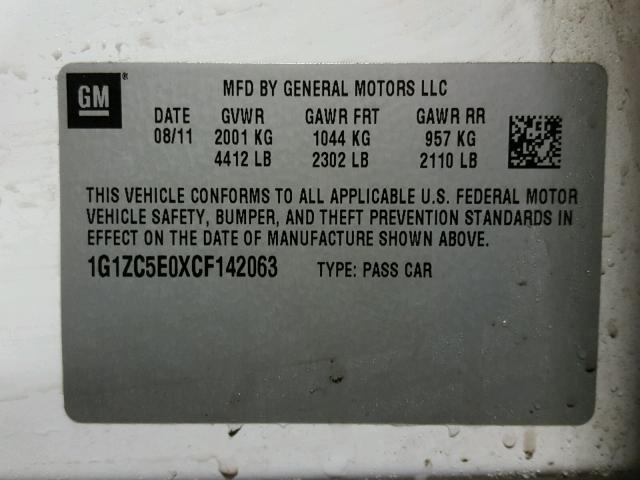 GM®
MFD BY GENERAL MOTORS LLC
DATE GVWR GAWR FRT GAWR RR
08/11 2001 KG 1044 KG 957 KG
4412 LB 2302 LB 2110 LB
THIS VEHICLE CONFORMS TO ALL APPLICABLE U.S. FEDERAL MOTOR
VEHICLE SAFETY, BUMPER, AND THEFT PREVENTION STANDARDS IN
EFFECT ON THE DATE OF MANUFACTURE SHOWN ABOVE.
1G1ZC5E0XCF142063 TYPE: PASS CAR